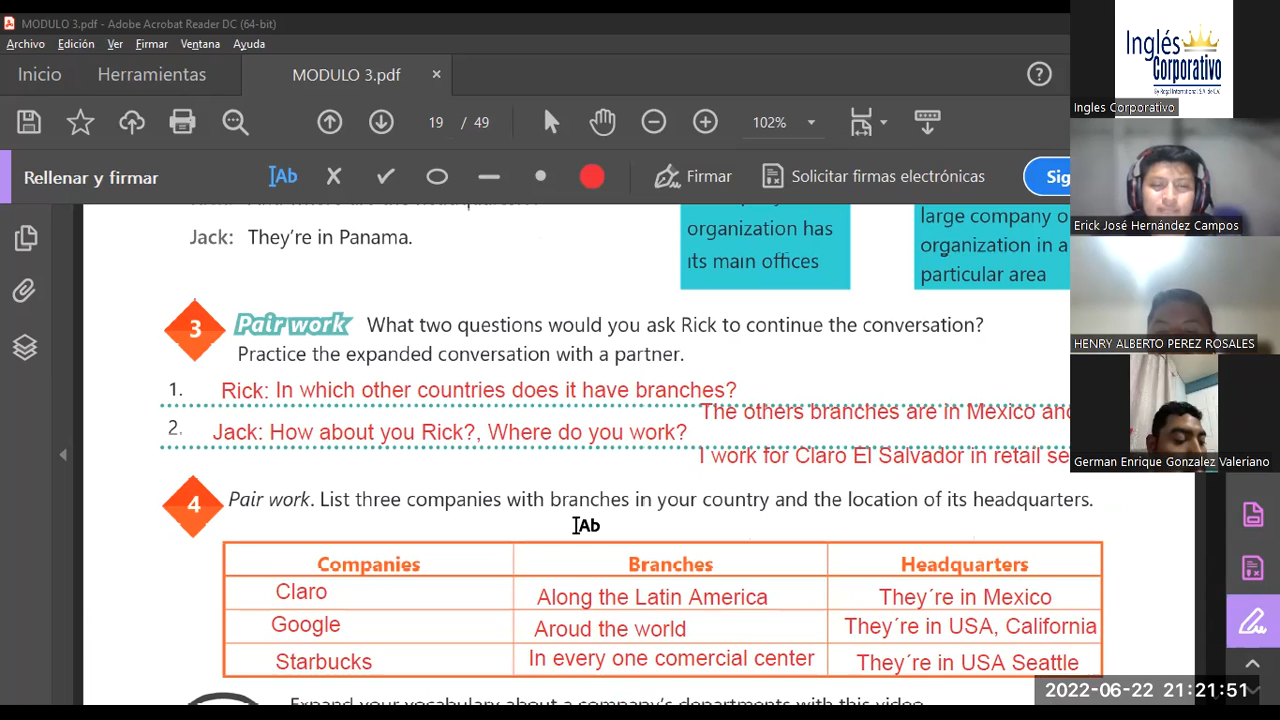 MODULO 3.pdf - Adobe Acrobat Reader DC (64-bit)
Archivo Edición Ver Firmar Ventana Ayuda
Inicio Herramientas MODULO 3.pdf ×
19 / 49 102%
Rellenar y firmar Ab Firmar Solicitar firmas electrónicas Sig
Jack: They're in Panama.
organization has
its main offices
large company o
organization in a
particular area
3 Pair work What two questions would you ask Rick to continue the conversation?
Practice the expanded conversation with a partner.
1. Rick: In which other countries does it have branches?
The others branches are in Mexico and
2. Jack: How about you Rick?, Where do you work?
I work for Claro El Salvador in retail se
4 Pair work. List three companies with branches in your country and the location of its headquarters.
Ab
Companies Branches Headquarters
Claro Along the Latin America They´re in Mexico
Google Aroud the world They´re in USA, California
Starbucks In every one comercial center They´re in USA Seattle
Expand your vocabulary about a company's departments with this video
Inglés
Corporativo
Ingles Corporativo
Erick José Hernández Campos
HENRY ALBERTO PEREZ ROSALES
German Enrique Gonzalez Valeriano
2022-06-22 21:21:51